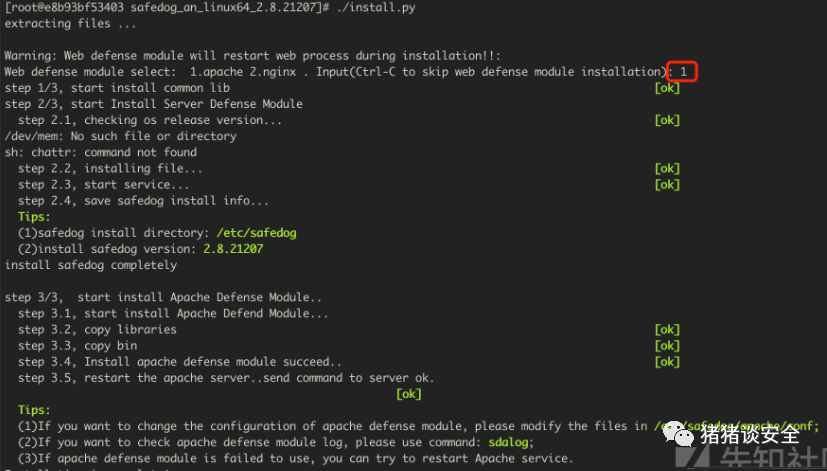 [root@e8b93bf53403 safedog_an_linux64_2.8.21207]# ./install.py
extracting files ...
Warning: Web defense module will restart web process during installation!!:
Web defense module select:  1.apache 2.nginx . Input(Ctrl-C to skip web defense module installation): 1
step 1/3, start install common lib [ok]
step 2/3, start Install Server Defense Module
step 2.1, checking os release version... [ok]
/dev/mem: No such file or directory
sh: chattr: command not found
step 2.2, installing file... [ok]
step 2.3, start service... [ok]
step 2.4, save safedog install info...
Tips:
(1)safedog install directory: /etc/safedog
(2)install safedog version: 2.8.21207
install safedog completely
step 3/3,  start install Apache Defense Module..
step 3.1, start install Apache Defend Module...
step 3.2, copy libraries [ok]
step 3.3, copy bin [ok]
step 3.4, Install apache defense module succeed.. [ok]
step 3.5, restart the apache server..send command to server ok.
[ok]
Tips:
(1)If you want to change the configuration of apache defense module, please modify the files in /etc/safedog/apache/conf;
(2)If you want to check apache defense module log, please use command: sdalog;
猪猪谈安全
(3)If apache defense module is failed to use, you can try to restart Apache service.
先知社